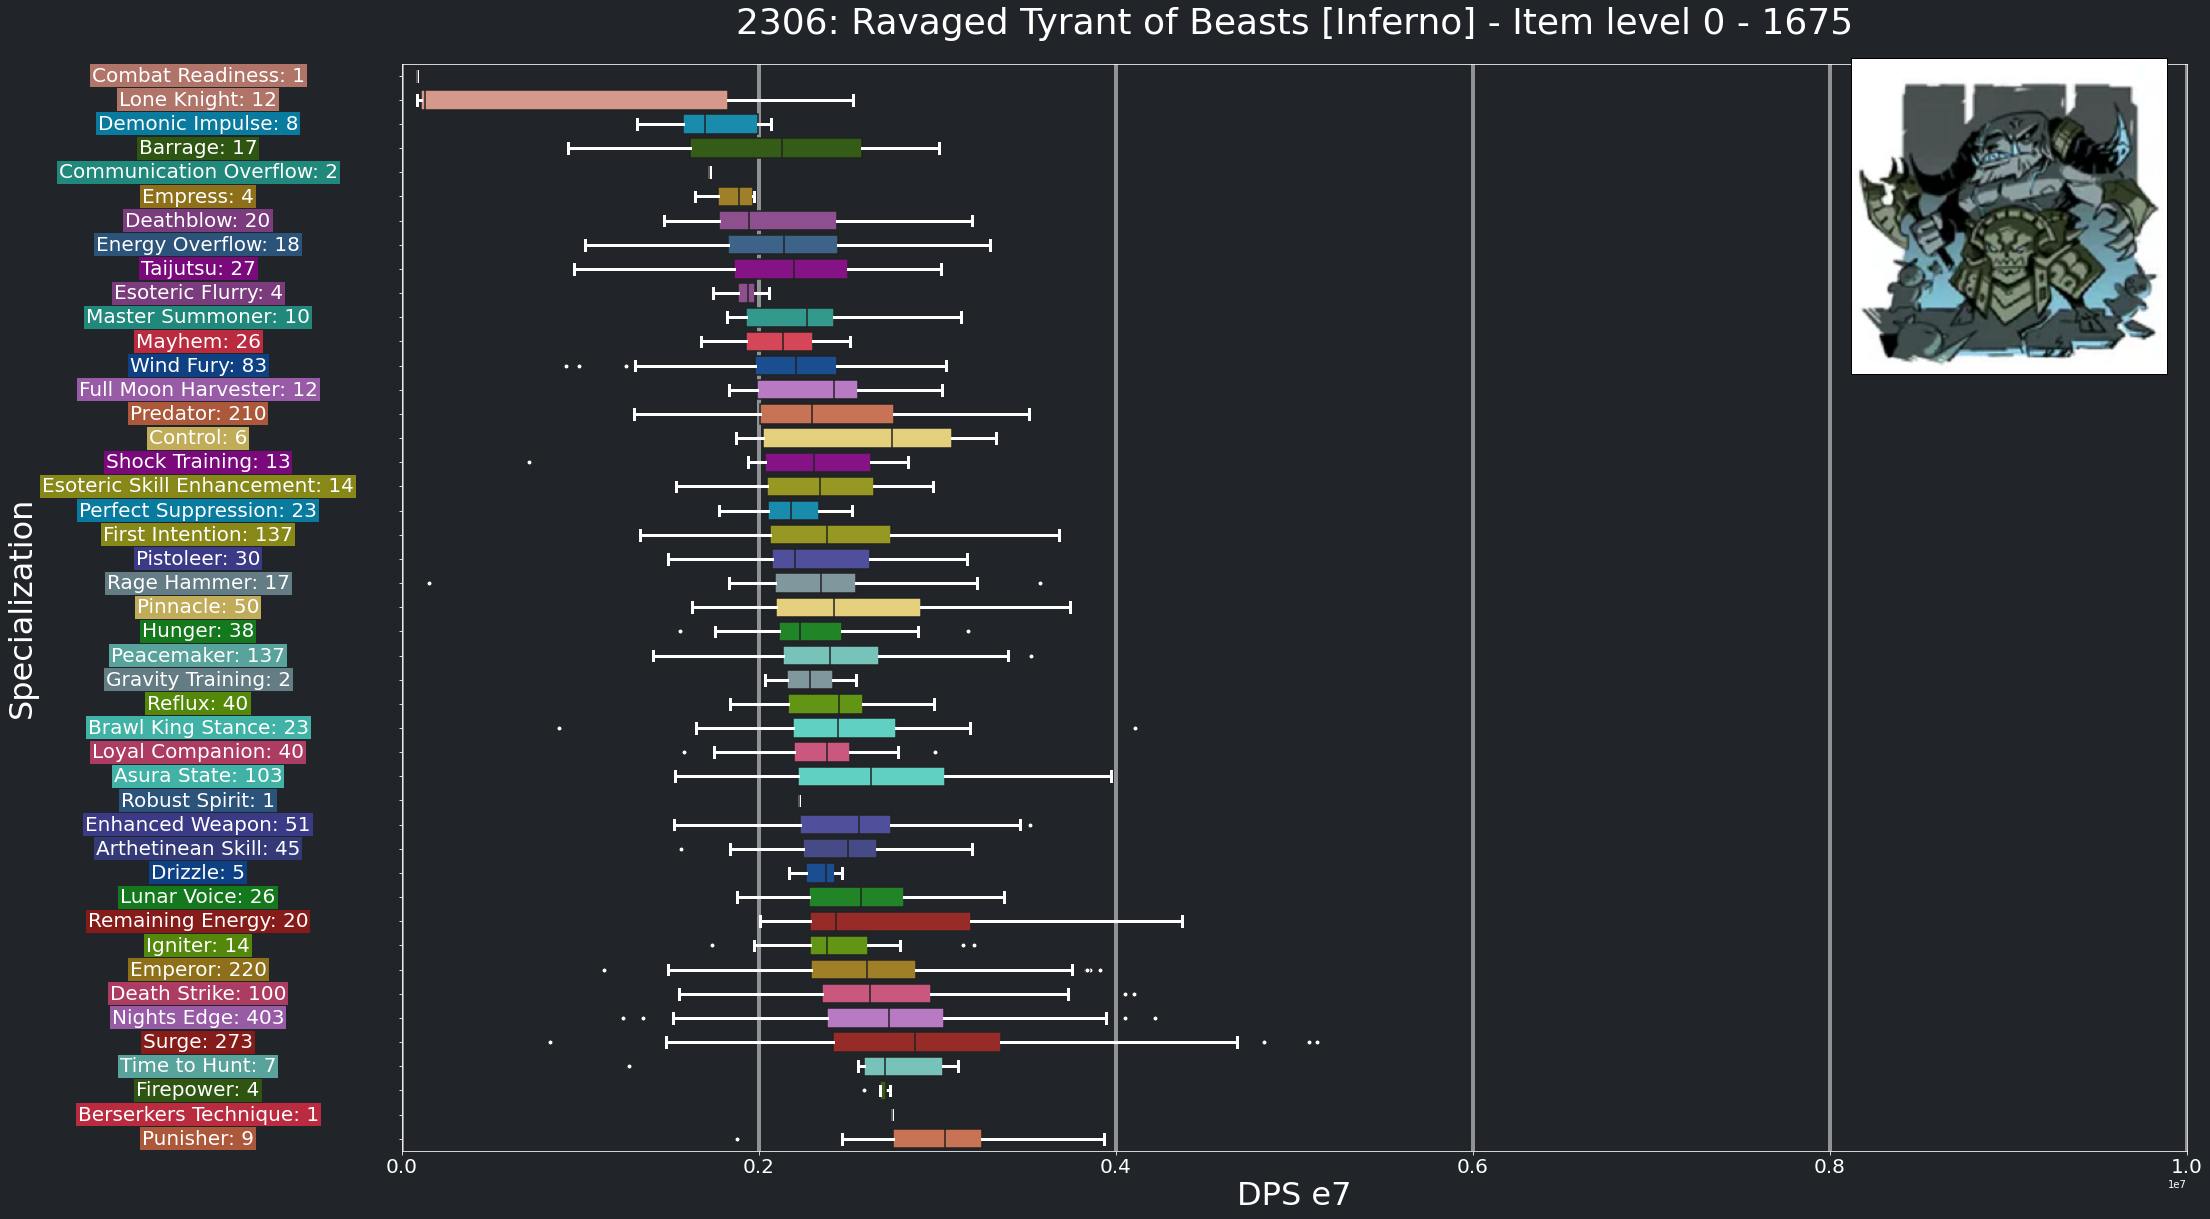 2306: Ravaged Tyrant of Beasts [Inferno] - Item level 0 - 1675
Specialization
Combat Readiness: 1
Lone Knight: 12
Demonic Impulse: 8
Barrage: 17
Communication Overflow: 2
Empress: 4
Deathblow: 20
Energy Overflow: 18
Taijutsu: 27
Esoteric Flurry: 4
Master Summoner: 10
Mayhem: 26
Wind Fury: 83
Full Moon Harvester: 12
Predator: 210
Control: 6
Shock Training: 13
Esoteric Skill Enhancement: 14
Perfect Suppression: 23
First Intention: 137
Pistoleer: 30
Rage Hammer: 17
Pinnacle: 50
Hunger: 38
Peacemaker: 137
Gravity Training: 2
Reflux: 40
Brawl King Stance: 23
Loyal Companion: 40
Asura State: 103
Robust Spirit: 1
Enhanced Weapon: 51
Arthetinean Skill: 45
Drizzle: 5
Lunar Voice: 26
Remaining Energy: 20
Igniter: 14
Emperor: 220
Death Strike: 100
Nights Edge: 403
Surge: 273
Time to Hunt: 7
Firepower: 4
Berserkers Technique: 1
Punisher: 9
0.0 0.2 0.4 0.6 0.8 1.0
1e7
DPS e7